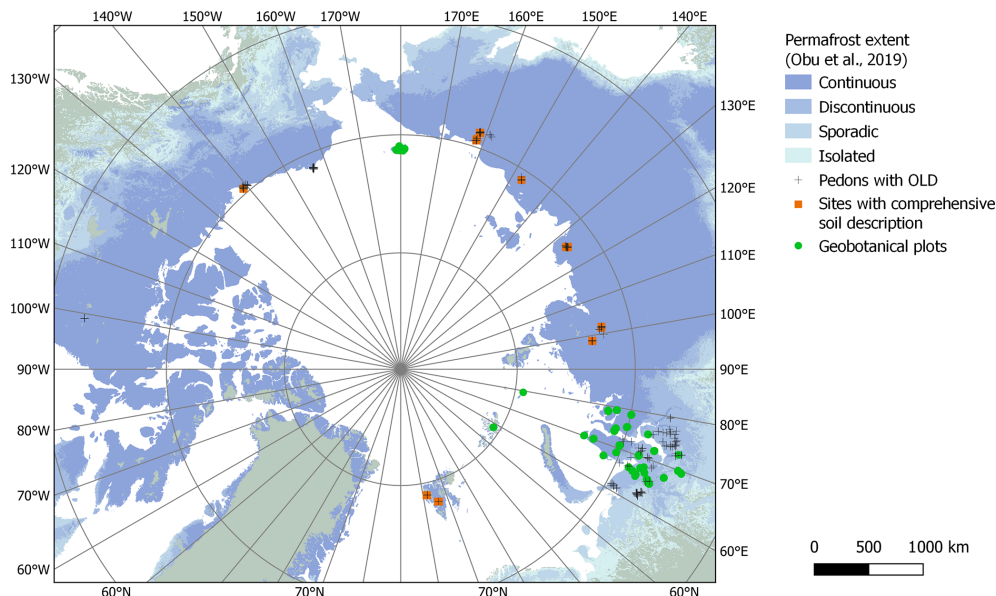 140°W 150°W 160°W 170°W 170°E 160°E 150°E 140°E
130°W
120°W
110°W
100°W
90°W
80°W
70°W
60°W
130°E
120°E
110°E
100°E
90°E
80°E
70°E
60°E
60°W 70°W 70°W 60°W
Permafrost extent
(Obu et al., 2019)
Continuous
Discontinuous
Sporadic
Isolated
Pedons with OLD
Sites with comprehensive
soil description
Geobotanical plots
0 500 1000 km